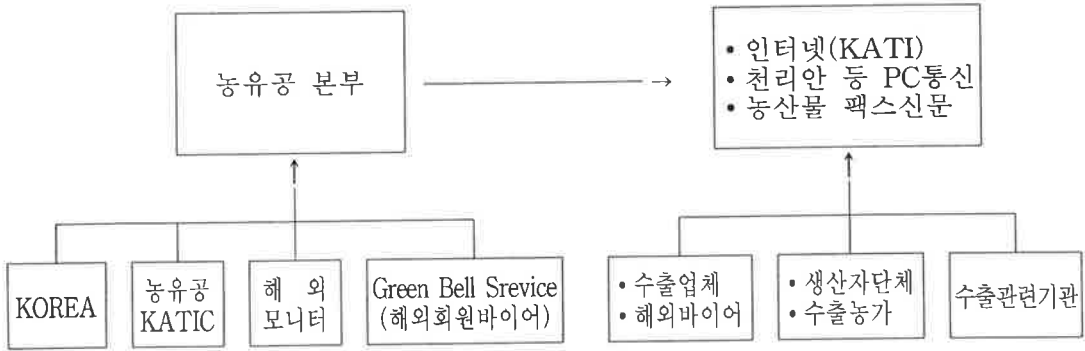 농유공 본부
• 인터넷(KATI)
• 천리안 등 PC통신
• 농산물 팩스신문
KOREA
농유공
KATIC
해 외
모니터
Green Bell Srevice
(해외회원바이어)
• 수출업체
• 해외바이어
• 생산자단체
• 수출농가
수출관련기관